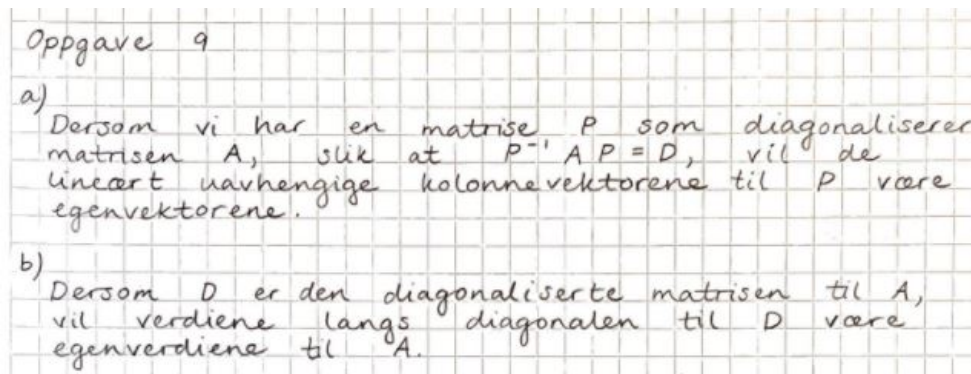 Oppgave 9
a)
Dersom vi har en matrise P som diagonaliserer
matrisen A, slik at P⁻¹ A P = D, vil de
lineært uavhengige kolonnevektorene til P være
egenvektorene.
b)
Dersom D er den diagonaliserte matrisen til A,
vil verdiene langs diagonalen til D være
egenverdiene til A.